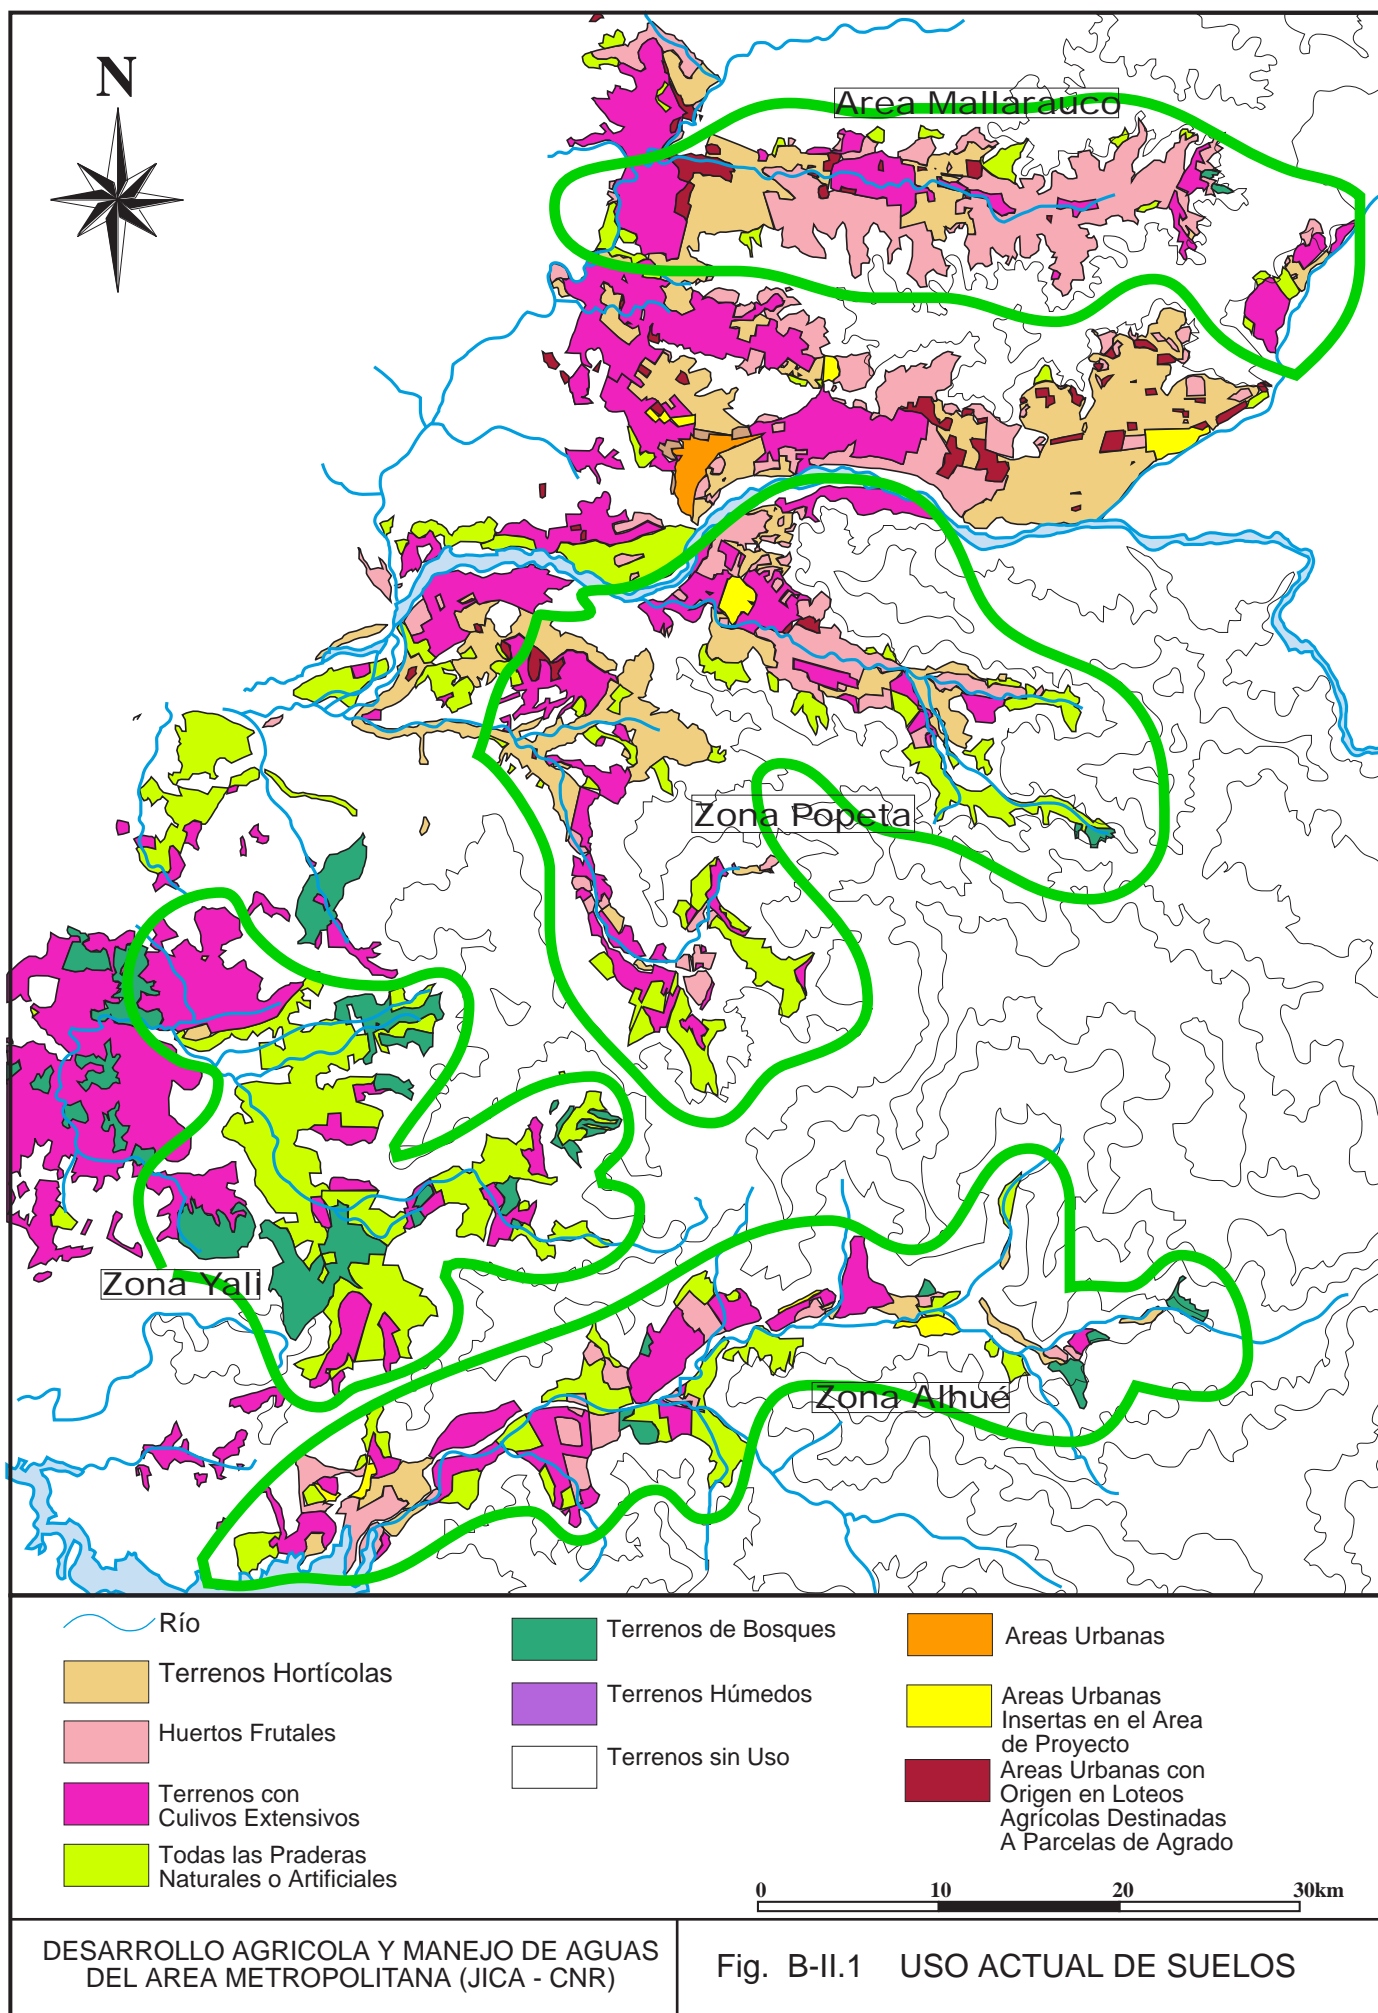 N
Area Mallarauco
Zona Popeta
Zona Yali
Zona Alhué
Río
Terrenos Hortícolas
Huertos Frutales
Terrenos con
Culivos Extensivos
Todas las Praderas
Naturales o Artificiales
Terrenos de Bosques
Terrenos Húmedos
Terrenos sin Uso
Areas Urbanas
Areas Urbanas
Insertas en el Area
de Proyecto
Areas Urbanas con
Origen en Loteos
Agrícolas Destinadas
A Parcelas de Agrado
0 10 20 30km
DESARROLLO AGRICOLA Y MANEJO DE AGUAS
DEL AREA METROPOLITANA (JICA - CNR)
Fig. B-II.1 USO ACTUAL DE SUELOS